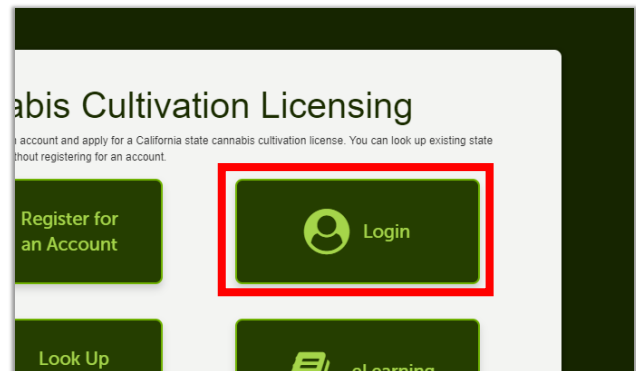 abis Cultivation Licensing
account and apply for a California state cannabis cultivation license. You can look up existing state
thout registering for an account.
Register for
an Account
Login
Look Up
eLearning